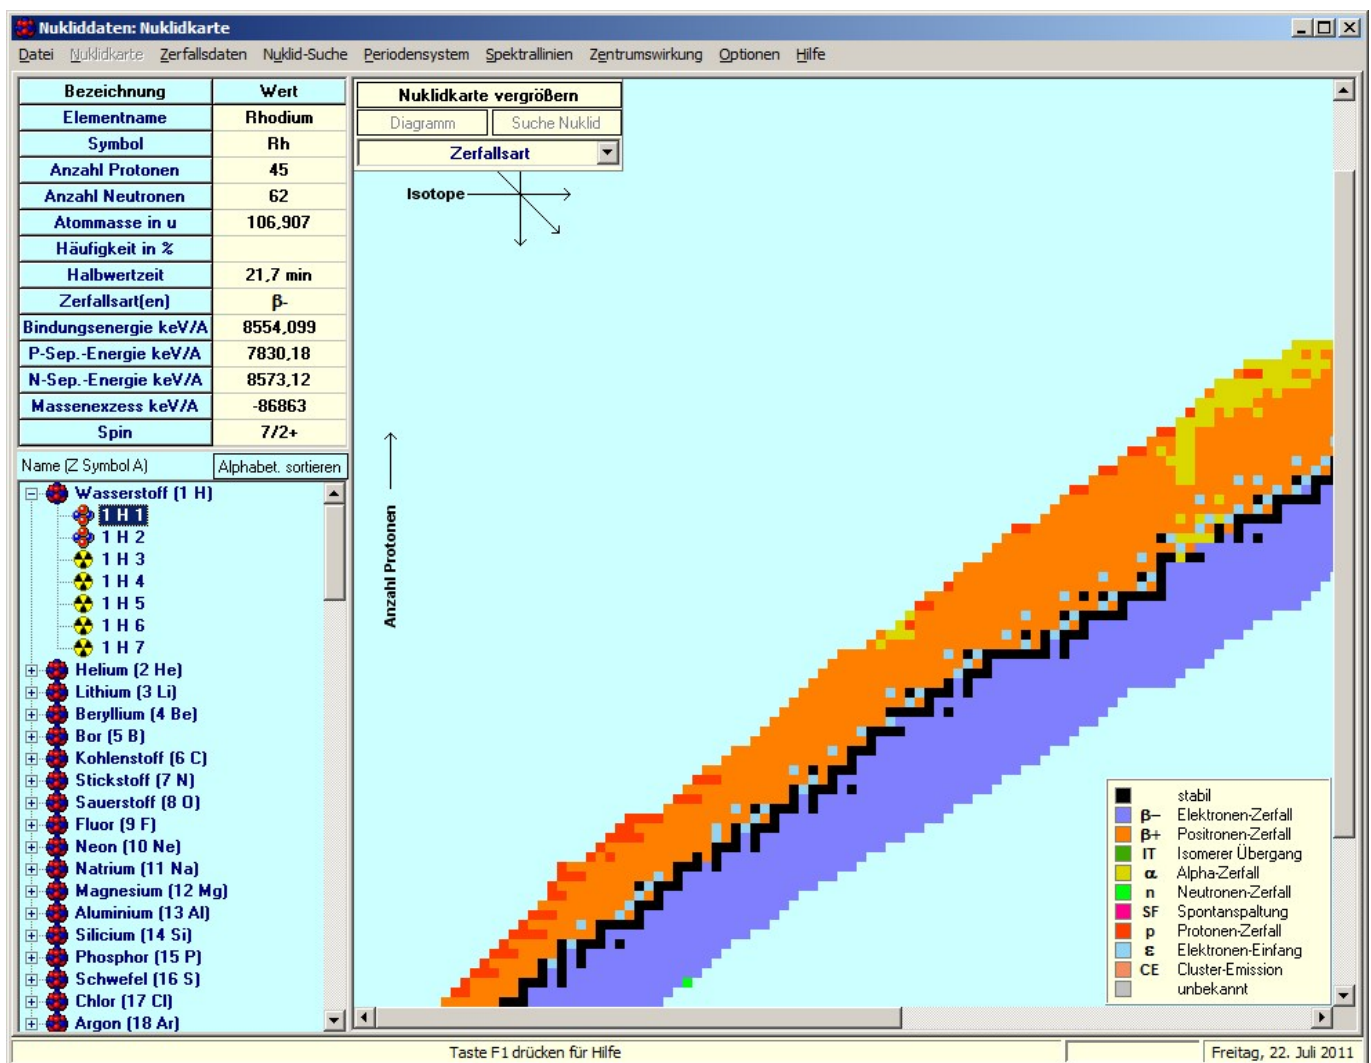 Nukliddaten: Nuklidkarte
Datei Nuklidkarte Zerfallsdaten Nuklid-Suche Periodensystem Spektrallinien Zentrumswirkung Optionen Hilfe
Bezeichnung Wert
Elementname Rhodium
Symbol Rh
Anzahl Protonen 45
Anzahl Neutronen 62
Atommasse in u 106,907
Häufigkeit in %
Halbwertzeit 21,7 min
Zerfallsart(en) β-
Bindungsenergie keV/A 8554,099
P-Sep.-Energie keV/A 7830,18
N-Sep.-Energie keV/A 8573,12
Massenexzess keV/A -86863
Spin 7/2+
Name (Z Symbol A) Alphabet. sortieren
Wasserstoff (1 H)
1 H 1
1 H 2
1 H 3
1 H 4
1 H 5
1 H 6
1 H 7
Helium (2 He)
Lithium (3 Li)
Beryllium (4 Be)
Bor (5 B)
Kohlenstoff (6 C)
Stickstoff (7 N)
Sauerstoff (8 O)
Fluor (9 F)
Neon (10 Ne)
Natrium (11 Na)
Magnesium (12 Mg)
Aluminium (13 Al)
Silicium (14 Si)
Phosphor (15 P)
Schwefel (16 S)
Chlor (17 Cl)
Argon (18 Ar)
Nuklidkarte vergrößern
Diagramm Suche Nuklid
Zerfallsart
Isotope
Anzahl Protonen
stabil
β− Elektronen-Zerfall
β+ Positronen-Zerfall
IT Isomerer Übergang
α Alpha-Zerfall
n Neutronen-Zerfall
SF Spontanspaltung
p Protonen-Zerfall
ε Elektronen-Einfang
CE Cluster-Emission
unbekannt
Taste F1 drücken für Hilfe
Freitag, 22. Juli 2011